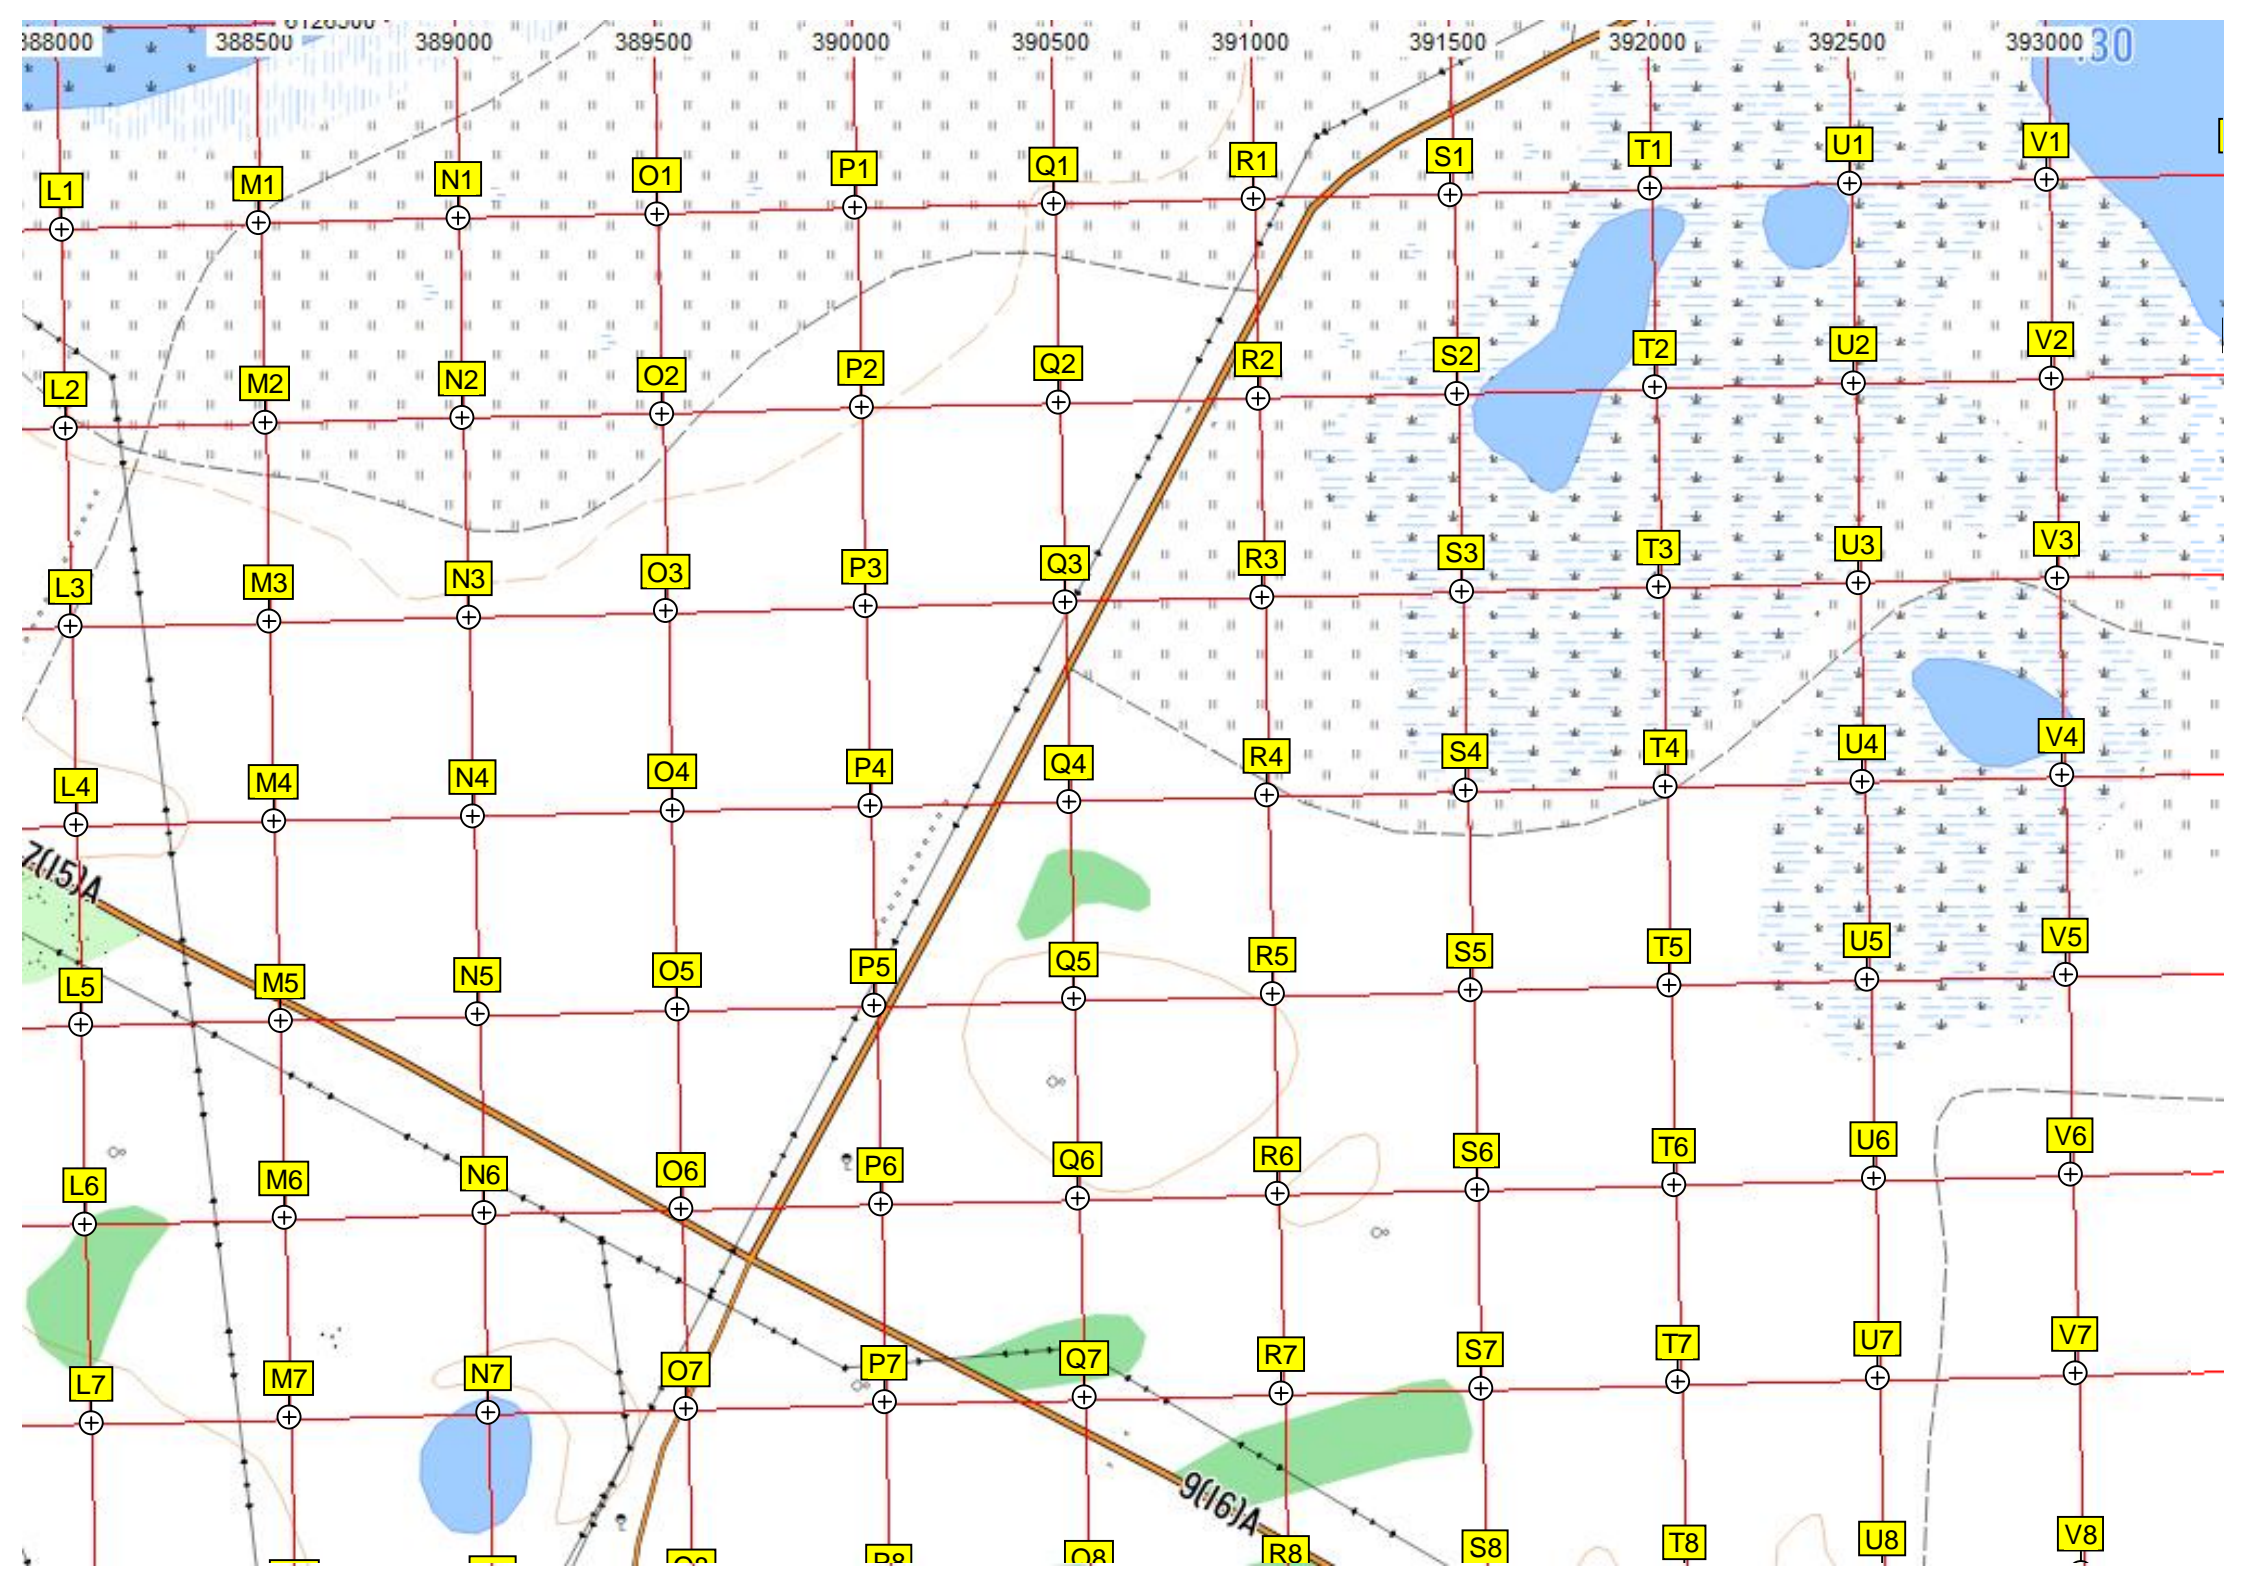 6126500
388000 388500 389000 389500 390000 390500 391000 391500 392000 392500 393000 .30
L1 M1 N1 O1 P1 Q1 R1 S1 T1 U1 V1
L2 M2 N2 O2 P2 Q2 R2 S2 T2 U2 V2
L3 M3 N3 O3 P3 Q3 R3 S3 T3 U3 V3
L4 M4 N4 O4 P4 Q4 R4 S4 T4 U4 V4
7(15)A
L5 M5 N5 O5 P5 Q5 R5 S5 T5 U5 V5
L6 M6 N6 O6 P6 Q6 R6 S6 T6 U6 V6
L7 M7 N7 O7 P7 Q7 R7 S7 T7 U7 V7
9(16)A
O8 P8 Q8 R8 S8 T8 U8 V8